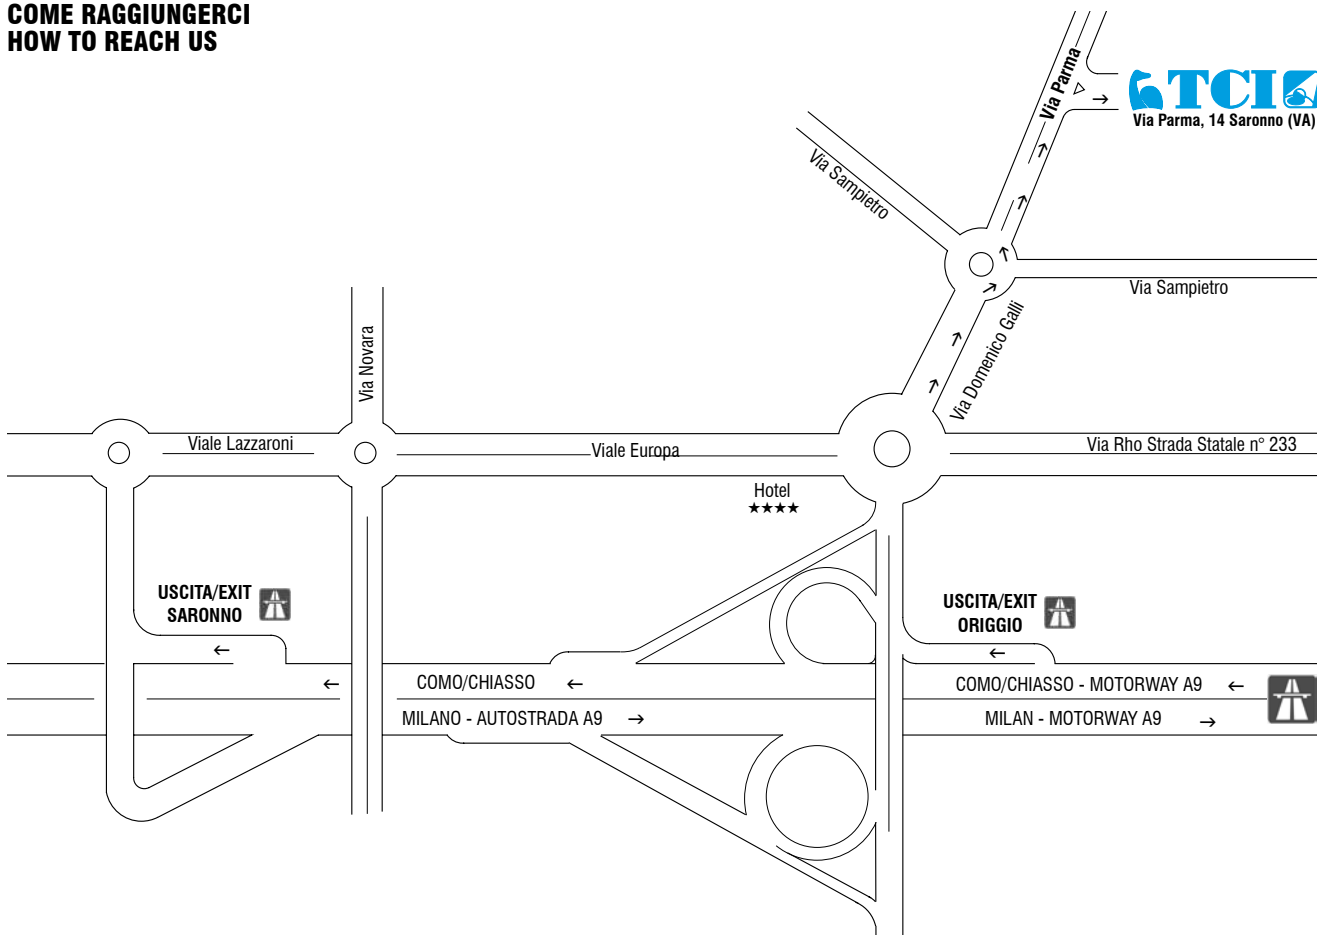 COME RAGGIUNGERCI
HOW TO REACH US
Via Parma
TCI
Via Parma, 14 Saronno (VA)
Via Sampietro
Via Sampietro
Via Domenico Galli
Via Novara
Viale Lazzaroni
Viale Europa
Via Rho Strada Statale n° 233
Hotel
★★★★
USCITA/EXIT
SARONNO
USCITA/EXIT
ORIGGIO
COMO/CHIASSO
COMO/CHIASSO - MOTORWAY A9
MILANO - AUTOSTRADA A9
MILAN - MOTORWAY A9